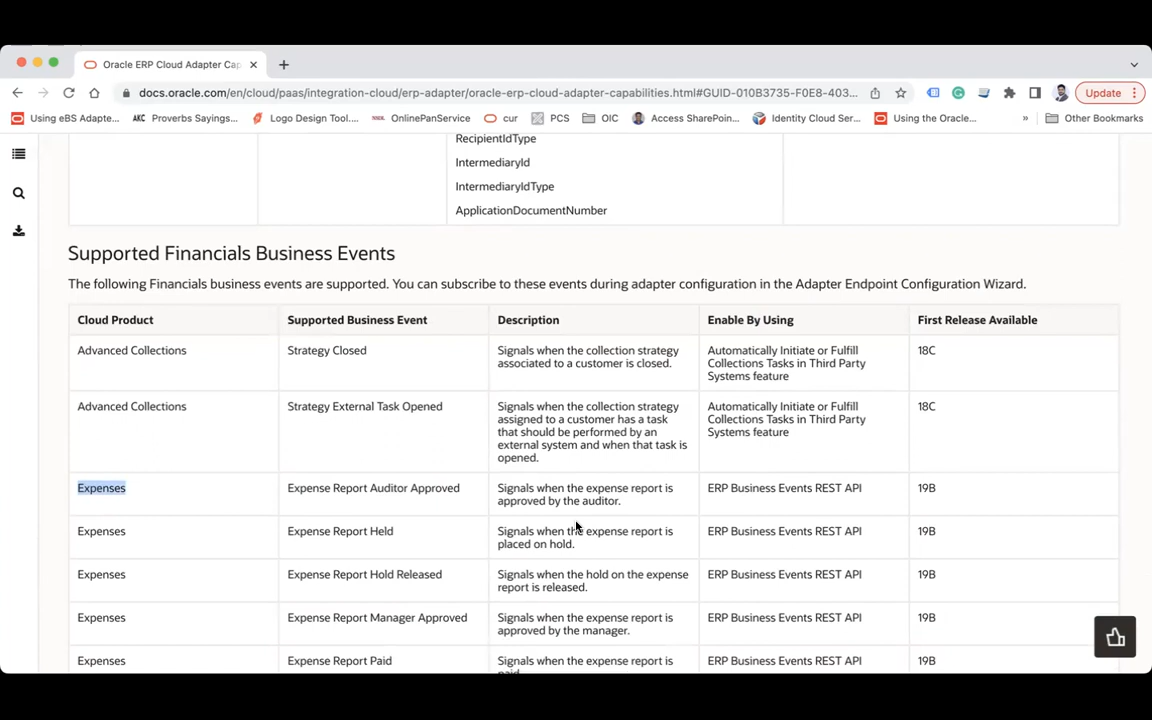 Oracle ERP Cloud Adapter Cap
docs.oracle.com/en/cloud/paas/integration-cloud/erp-adapter/oracle-erp-cloud-adapter-capabilities.html#GUID-010B3735-F0E8-403...
Update
Using eBS Adapte...
AKC Proverbs Sayings...
Logo Design Tool....
OnlinePanService
cur
PCS
OIC
Access SharePoin...
Identity Cloud Ser...
Using the Oracle...
»
Other Bookmarks
RecipientIdType
IntermediaryId
IntermediaryIdType
ApplicationDocumentNumber
Supported Financials Business Events
The following Financials business events are supported. You can subscribe to these events during adapter configuration in the Adapter Endpoint Configuration Wizard.
Cloud Product
Supported Business Event
Description
Enable By Using
First Release Available
Advanced Collections
Strategy Closed
Signals when the collection strategy
associated to a customer is closed.
Automatically Initiate or Fulfill
Collections Tasks in Third Party
Systems feature
18C
Advanced Collections
Strategy External Task Opened
Signals when the collection strategy
assigned to a customer has a task
that should be performed by an
external system and when that task is
opened.
Automatically Initiate or Fulfill
Collections Tasks in Third Party
Systems feature
18C
Expenses
Expense Report Auditor Approved
Signals when the expense report is
approved by the auditor.
ERP Business Events REST API
19B
Expenses
Expense Report Held
Signals when the expense report is
placed on hold.
ERP Business Events REST API
19B
Expenses
Expense Report Hold Released
Signals when the hold on the expense
report is released.
ERP Business Events REST API
19B
Expenses
Expense Report Manager Approved
Signals when the expense report is
approved by the manager.
ERP Business Events REST API
19B
Expenses
Expense Report Paid
Signals when the expense report is
paid.
ERP Business Events REST API
19B